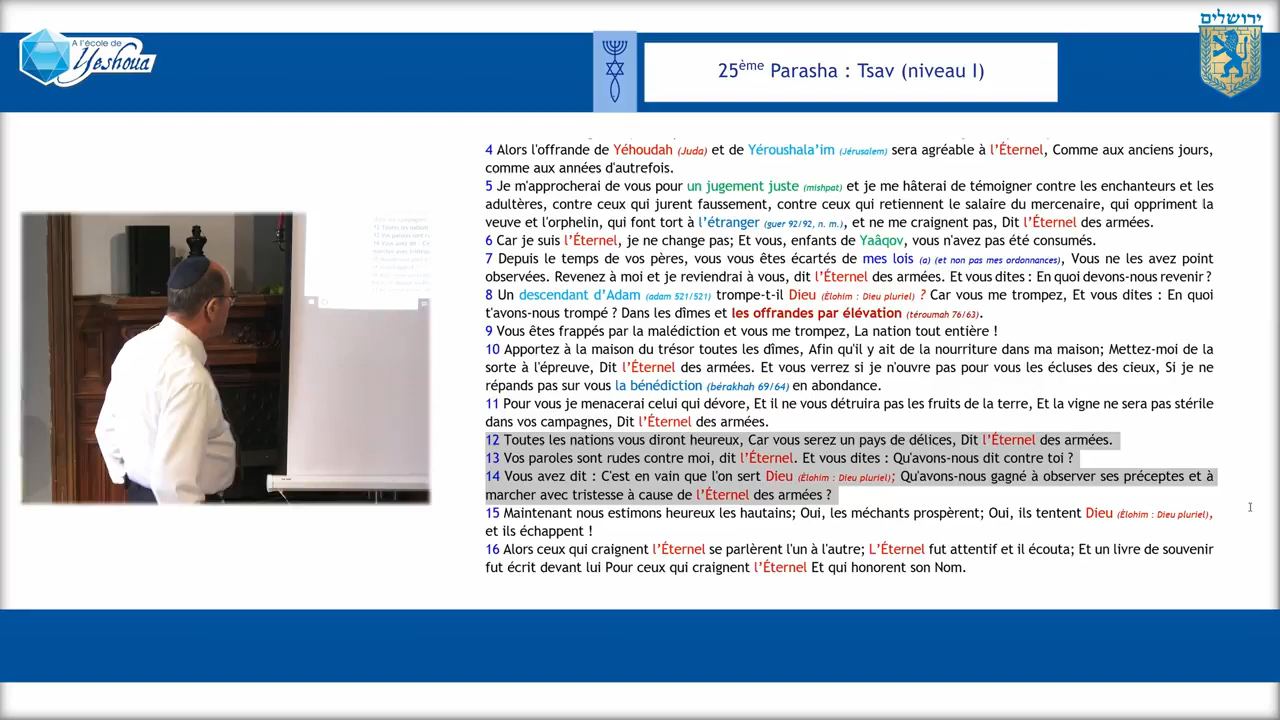 A l'école de
Yeshoua
25ème Parasha : Tsav (niveau I)
ירושלים
4 Alors l'offrande de Yéhoudah (Juda) et de Yéroushala’im (Jérusalem) sera agréable à l’Éternel, Comme aux anciens jours,
comme aux années d'autrefois.
5 Je m'approcherai de vous pour un jugement juste (mishpat) et je me hâterai de témoigner contre les enchanteurs et les
adultères, contre ceux qui jurent faussement, contre ceux qui retiennent le salaire du mercenaire, qui oppriment la
veuve et l'orphelin, qui font tort à l’étranger (guer 92/92, n. m.), et ne me craignent pas, Dit l’Éternel des armées.
6 Car je suis l’Éternel, je ne change pas; Et vous, enfants de Yaâqov, vous n'avez pas été consumés.
7 Depuis le temps de vos pères, vous vous êtes écartés de mes lois (a) (et non pas mes ordonnances), Vous ne les avez point
observées. Revenez à moi et je reviendrai à vous, dit l’Éternel des armées. Et vous dites : En quoi devons-nous revenir ?
8 Un descendant d’Adam (adam 521/521) trompe-t-il Dieu (Èlohim : Dieu pluriel) ? Car vous me trompez, Et vous dites : En quoi
t'avons-nous trompé ? Dans les dîmes et les offrandes par élévation (téroumah 76/63).
9 Vous êtes frappés par la malédiction et vous me trompez, La nation tout entière !
10 Apportez à la maison du trésor toutes les dîmes, Afin qu'il y ait de la nourriture dans ma maison; Mettez-moi de la
sorte à l'épreuve, Dit l’Éternel des armées. Et vous verrez si je n'ouvre pas pour vous les écluses des cieux, Si je ne
répands pas sur vous la bénédiction (bérakhah 69/64) en abondance.
11 Pour vous je menacerai celui qui dévore, Et il ne vous détruira pas les fruits de la terre, Et la vigne ne sera pas stérile
dans vos campagnes, Dit l’Éternel des armées.
12 Toutes les nations vous diront heureux, Car vous serez un pays de délices, Dit l’Éternel des armées.
13 Vos paroles sont rudes contre moi, dit l’Éternel. Et vous dites : Qu'avons-nous dit contre toi ?
14 Vous avez dit : C'est en vain que l'on sert Dieu (Èlohim : Dieu pluriel); Qu'avons-nous gagné à observer ses préceptes et à
marcher avec tristesse à cause de l’Éternel des armées ?
15 Maintenant nous estimons heureux les hautains; Oui, les méchants prospèrent; Oui, ils tentent Dieu (Èlohim : Dieu pluriel),
et ils échappent !
16 Alors ceux qui craignent l’Éternel se parlèrent l'un à l'autre; L’Éternel fut attentif et il écouta; Et un livre de souvenir
fut écrit devant lui Pour ceux qui craignent l’Éternel Et qui honorent son Nom.